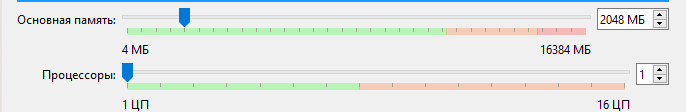 Основная память: 2048 МБ
4 МБ 16384 МБ
Процессоры: 1
1 ЦП 16 ЦП